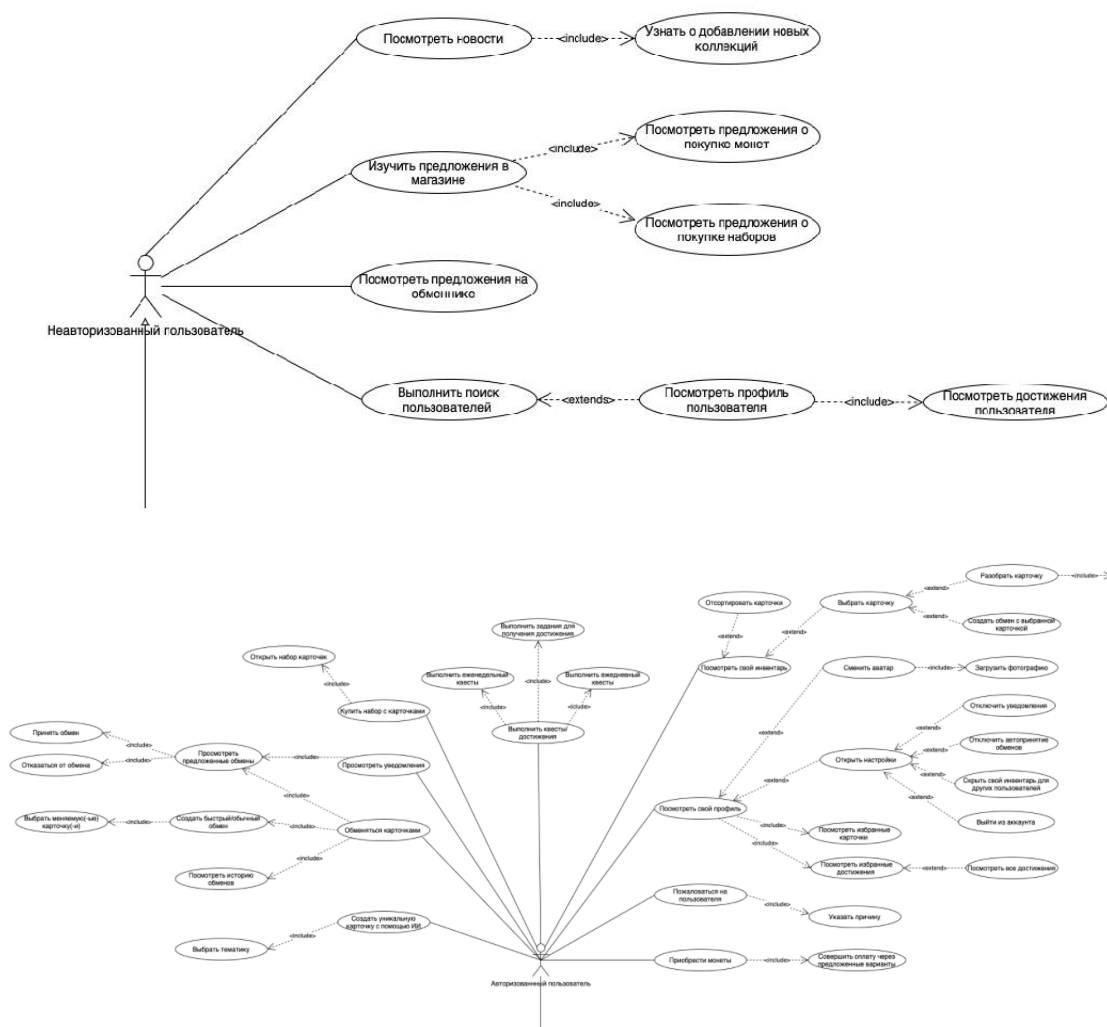 Посмотреть новости
<include>
Узнать о добавлении новых
коллекций
Изучить предложения в
магазине
<include>
Посмотреть предложения о
покупке монет
<include>
Посмотреть предложения о
покупке наборов
Посмотреть предложения на
обменнике
Неавторизованный пользователь
Выполнить поиск
пользователей
<extends>
Посмотреть профиль
пользователя
<include>
Посмотреть достижения
пользователя
Разобрать карточку
<include>
<extend>
Отсортировать карточки
Выбрать карточку
<extend>
Создать обмен с выбранной
карточкой
<extend>
<extend>
Посмотреть свой инвентарь
Выполнить задания для
получения достижения
<include>
Выполнить еженедельный
квесты
<include>
Выполнить ежедневный
квесты
<include>
Выполнить квесты/
достижения
Открыть набор карточек
<include>
Купить набор с карточками
Сменить аватар
<include>
Загрузить фотографию
<extend>
Отключить уведомления
<extend>
Отключить автопринятие
обменов
<extend>
Открыть настройки
<extend>
Скрыть свой инвентарь для
других пользователей
<extend>
Выйти из аккаунта
<extend>
Посмотреть свой профиль
<include>
Посмотреть избранные
карточки
<include>
Посмотреть избранные
достижения
<extend>
Посмотреть все достижения
Принять обмен
<include>
Отказаться от обмена
<include>
Просмотреть
предложенные обмены
<include>
Просмотреть уведомления
<include>
Выбрать меняемую(-ые)
карточку(-и)
<include>
Создать быстрый/обычный
обмен
<include>
Обменяться карточками
<include>
Посмотреть историю
обменов
Создать уникальную
карточку с помощью ИИ
<include>
Выбрать тематику
Пожаловаться на
пользователя
<include>
Указать причину
Приобрести монеты
<include>
Совершить оплату через
предложенные варианты
Авторизованнный пользователь